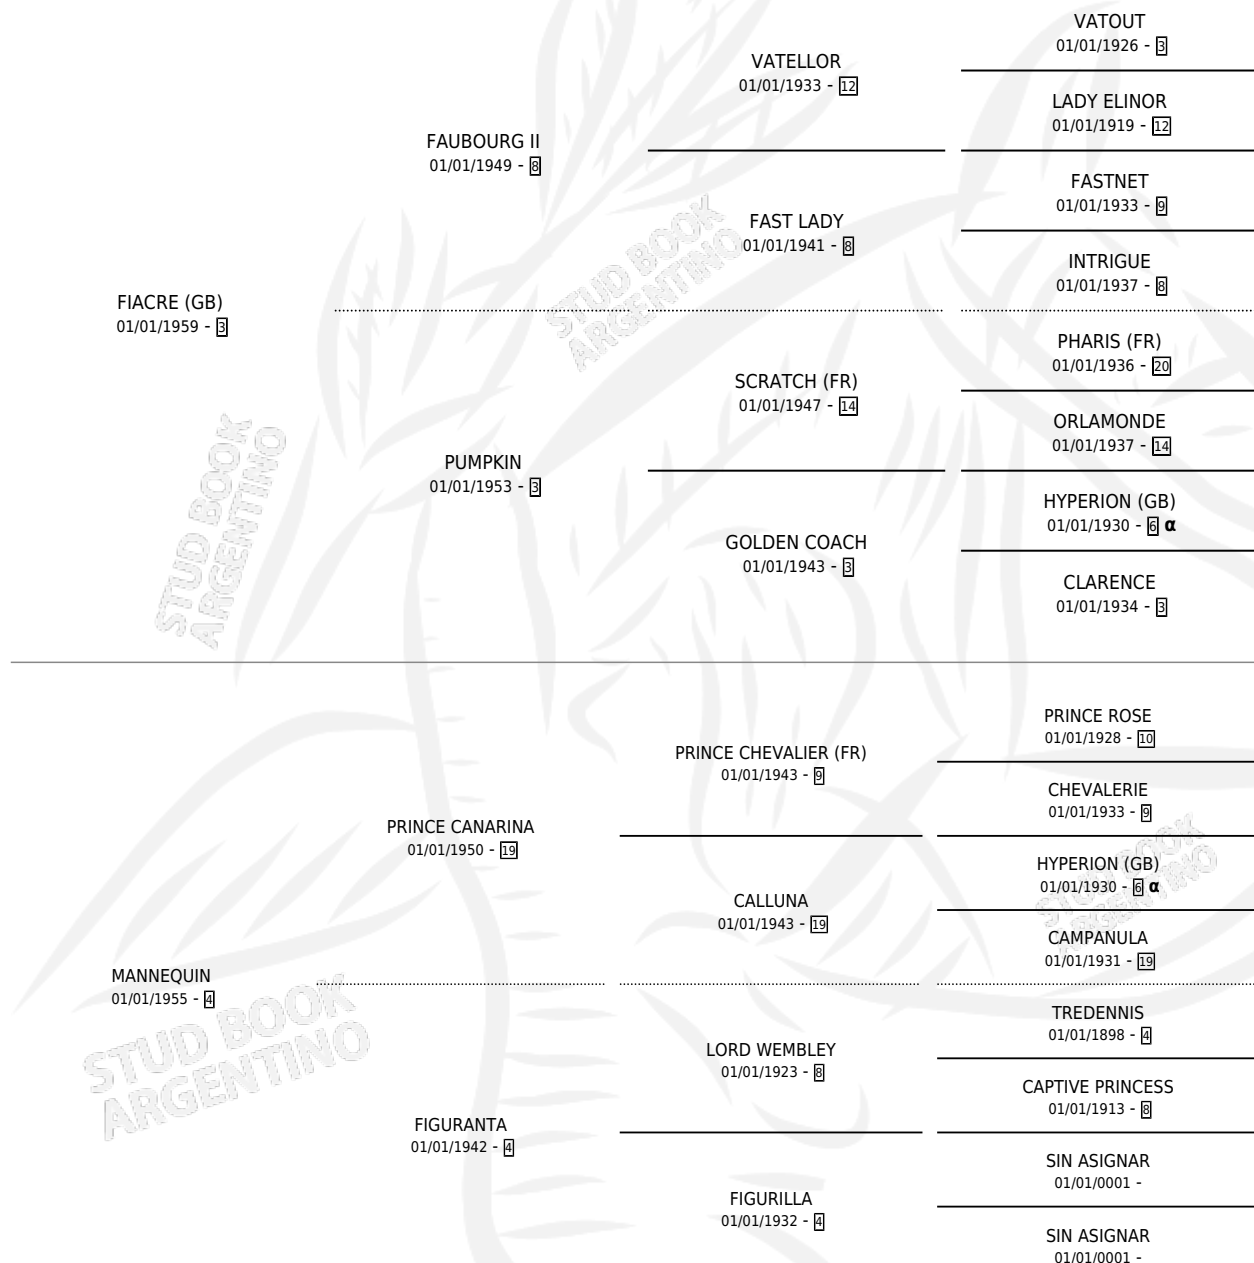 VATOUT
01/01/1926 - 3
VATELLOR
01/01/1933 - 12
LADY ELINOR
01/01/1919 - 12
FAUBOURG II
01/01/1949 - 8
FASTNET
01/01/1933 - 9
FAST LADY
01/01/1941 - 8
INTRIGUE
01/01/1937 - 8
FIACRE (GB)
01/01/1959 - 3
PHARIS (FR)
01/01/1936 - 20
SCRATCH (FR)
01/01/1947 - 14
ORLAMONDE
01/01/1937 - 14
PUMPKIN
01/01/1953 - 3
HYPERION (GB)
01/01/1930 - 6 α
GOLDEN COACH
01/01/1943 - 3
CLARENCE
01/01/1934 - 3
PRINCE ROSE
01/01/1928 - 10
PRINCE CHEVALIER (FR)
01/01/1943 - 9
CHEVALERIE
01/01/1933 - 9
PRINCE CANARINA
01/01/1950 - 19
HYPERION (GB)
01/01/1930 - 6 α
CALLUNA
01/01/1943 - 19
CAMPANULA
01/01/1931 - 19
MANNEQUIN
01/01/1955 - 4
TREDENNIS
01/01/1898 - 4
LORD WEMBLEY
01/01/1923 - 8
CAPTIVE PRINCESS
01/01/1913 - 8
FIGURANTA
01/01/1942 - 4
SIN ASIGNAR
01/01/0001 -
FIGURILLA
01/01/1932 - 4
SIN ASIGNAR
01/01/0001 -
STUD BOOK
ARGENTINO
STUD BOOK
ARGENTINO
STUD BOOK
ARGENTINO
STUD BOOK
ARGENTINO